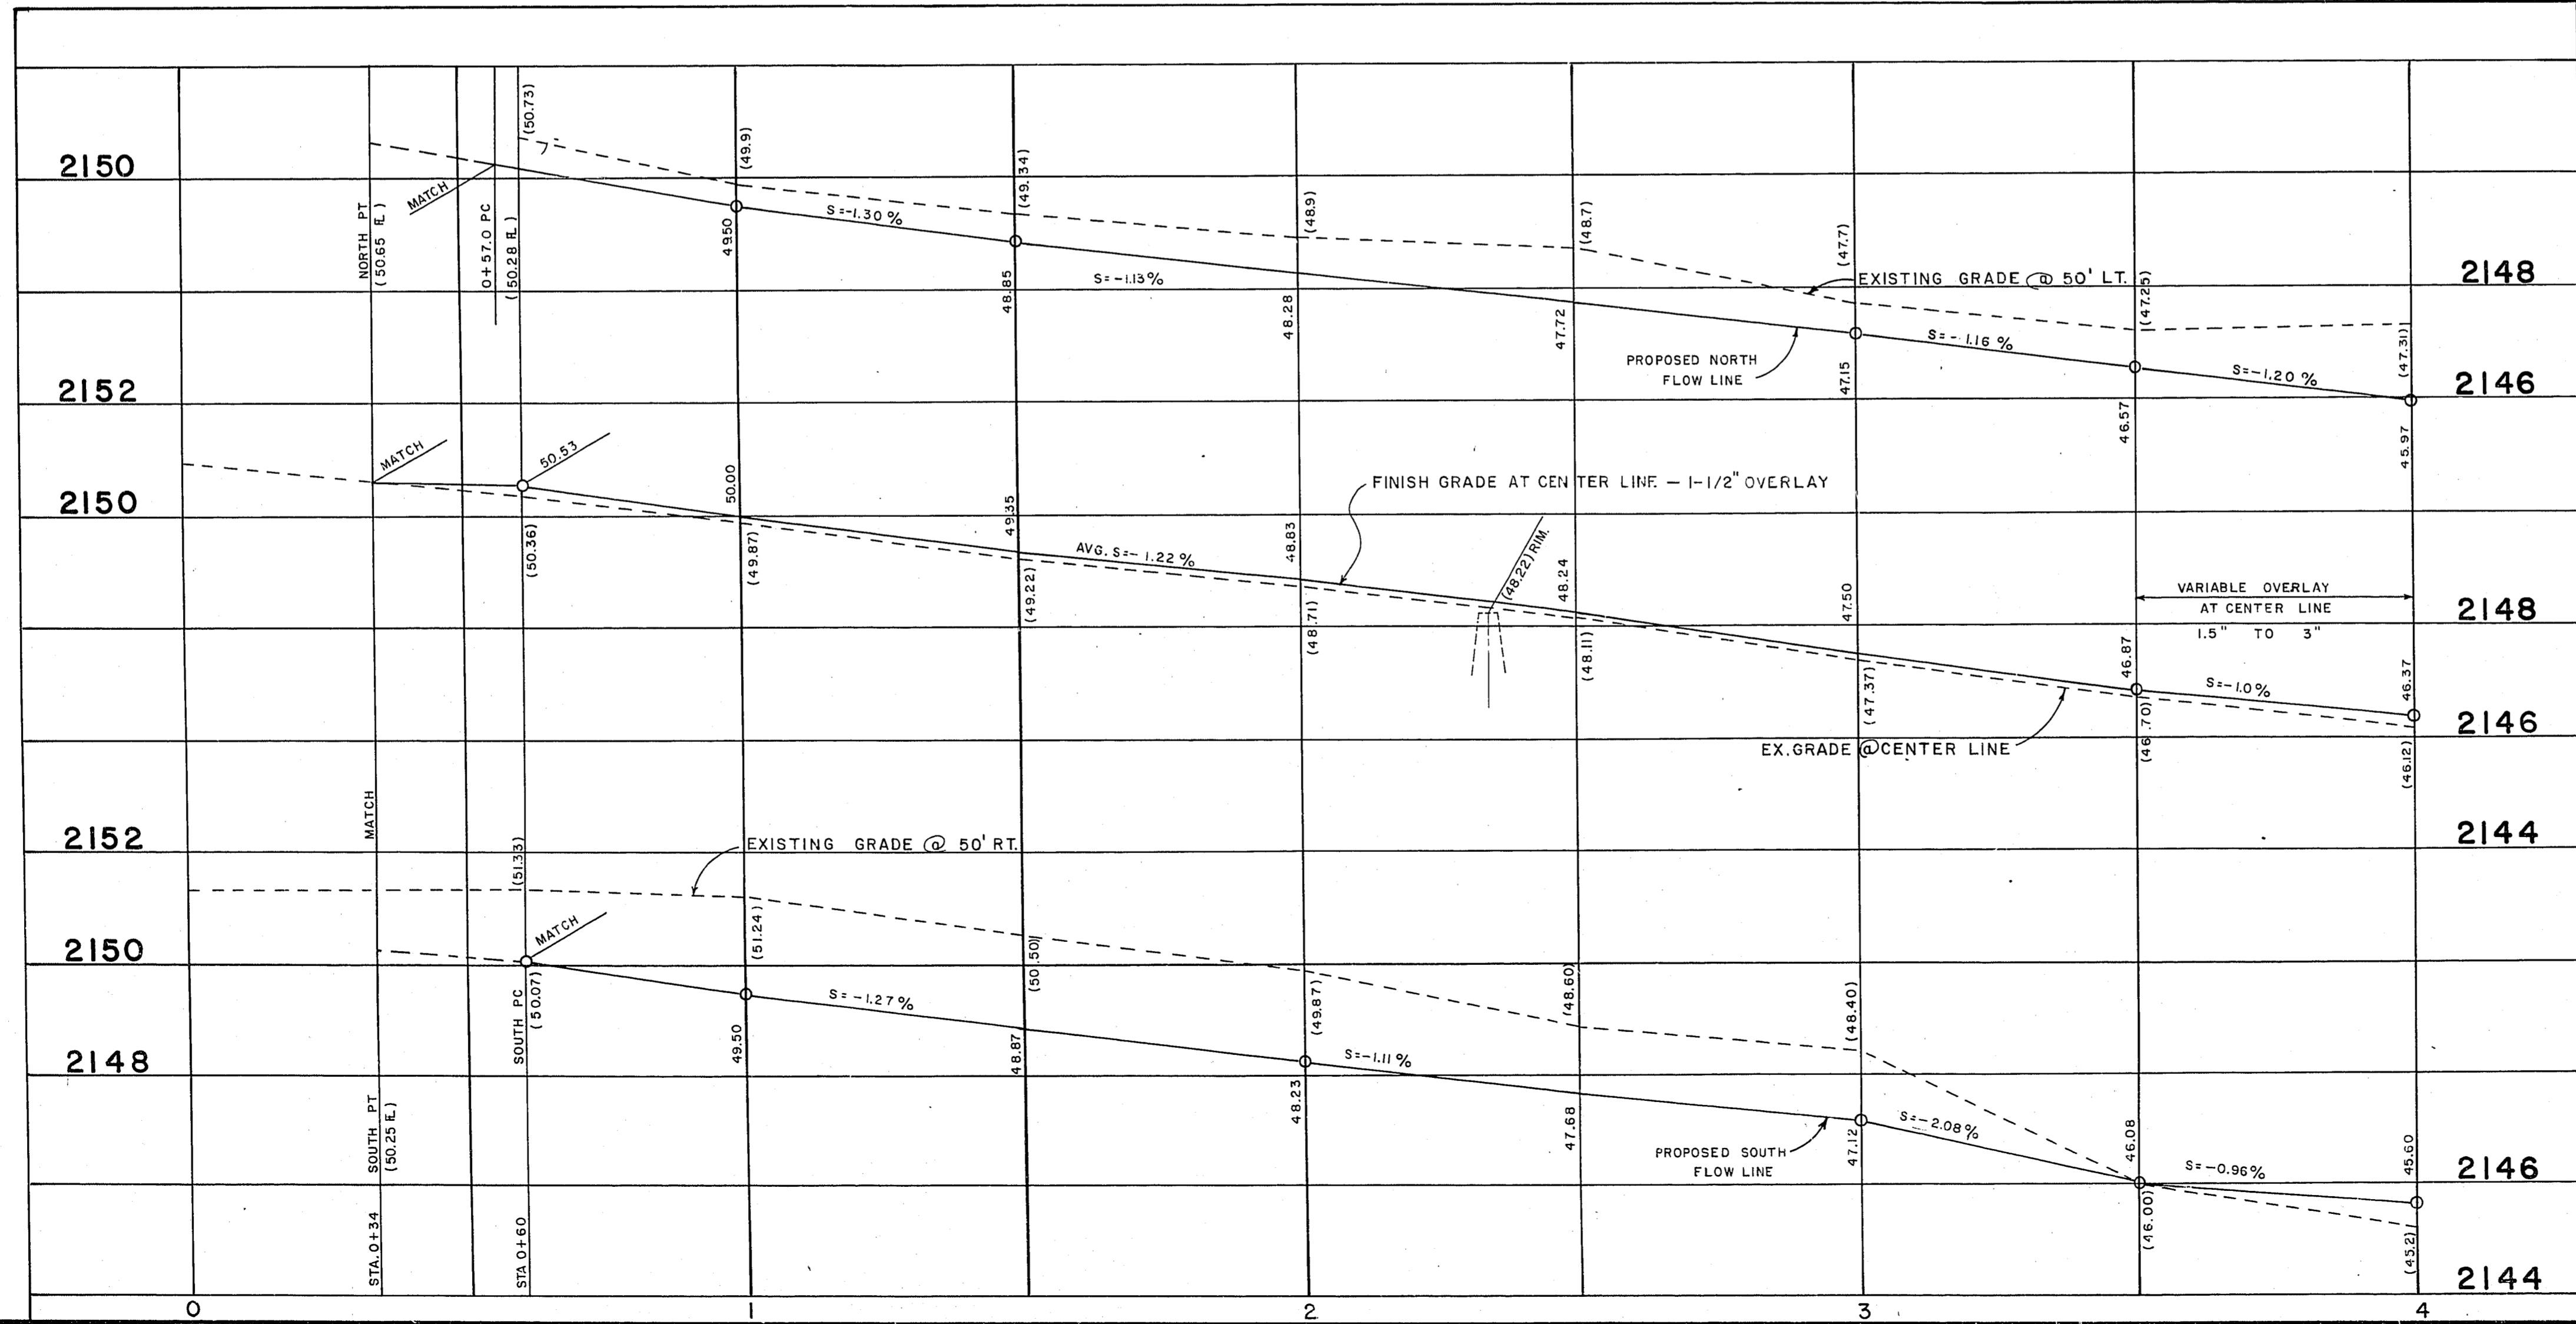 2150
NORTH PT
(50.65 FL)
MATCH
0+57.0 PC
(50.28 FL)
(50.73)
(49.9)
49.50
S=-1.30 %
(49.34)
48.85
S=-1.13%
(48.9)
48.28
(48.7)
47.72
(47.7)
EXISTING GRADE @ 50' LT.
47.15
PROPOSED NORTH
FLOW LINE
S=-1.16 %
(47.25)
46.57
S=-1.20 %
(47.31)
45.97
2148
2146
2152
2150
MATCH
50.53
(50.36)
50.00
(49.87)
49.35
(49.22)
AVG. S=-1.22 %
48.83
(48.71)
FINISH GRADE AT CENTER LINE - 1-1/2" OVERLAY
(48.22) RIM.
48.24
(48.11)
47.50
(47.37)
EX.GRADE @ CENTER LINE
46.87
(46.70)
VARIABLE OVERLAY
AT CENTER LINE
1.5" TO 3"
S=-1.0%
46.37
(46.12)
2148
2146
2144
2152
2150
2148
MATCH
(51.33)
EXISTING GRADE @ 50' RT.
MATCH
SOUTH PC
(50.07)
(51.24)
49.50
S=-1.27%
(50.50)
48.87
(49.87)
48.23
S=-1.11%
(48.60)
47.68
(48.40)
47.12
PROPOSED SOUTH
FLOW LINE
S=-2.08%
46.08
(46.00)
S=-0.96%
45.60
(45.2)
2146
2144
SOUTH PT
(50.25 FL)
STA. 0+34
STA 0+60
0
1
2
3
4